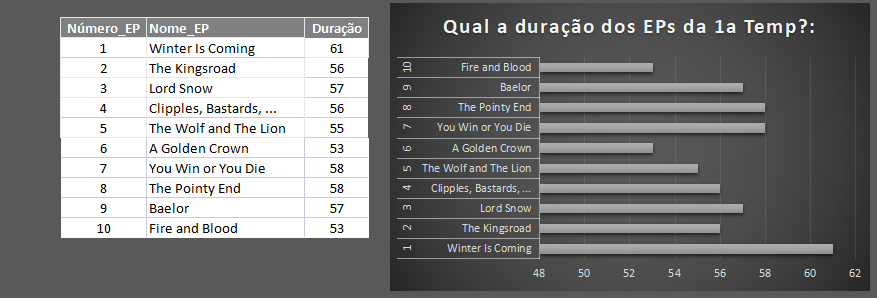 Número_EP Nome_EP Duração
1 Winter Is Coming 61
2 The Kingsroad 56
3 Lord Snow 57
4 Clipples, Bastards, ... 56
5 The Wolf and The Lion 55
6 A Golden Crown 53
7 You Win or You Die 58
8 The Pointy End 58
9 Baelor 57
10 Fire and Blood 53
Qual a duração dos EPs da 1a Temp?:
10 Fire and Blood
9 Baelor
8 The Pointy End
7 You Win or You Die
6 A Golden Crown
5 The Wolf and The Lion
4 Clipples, Bastards, ...
3 Lord Snow
2 The Kingsroad
1 Winter Is Coming
48 50 52 54 56 58 60 62